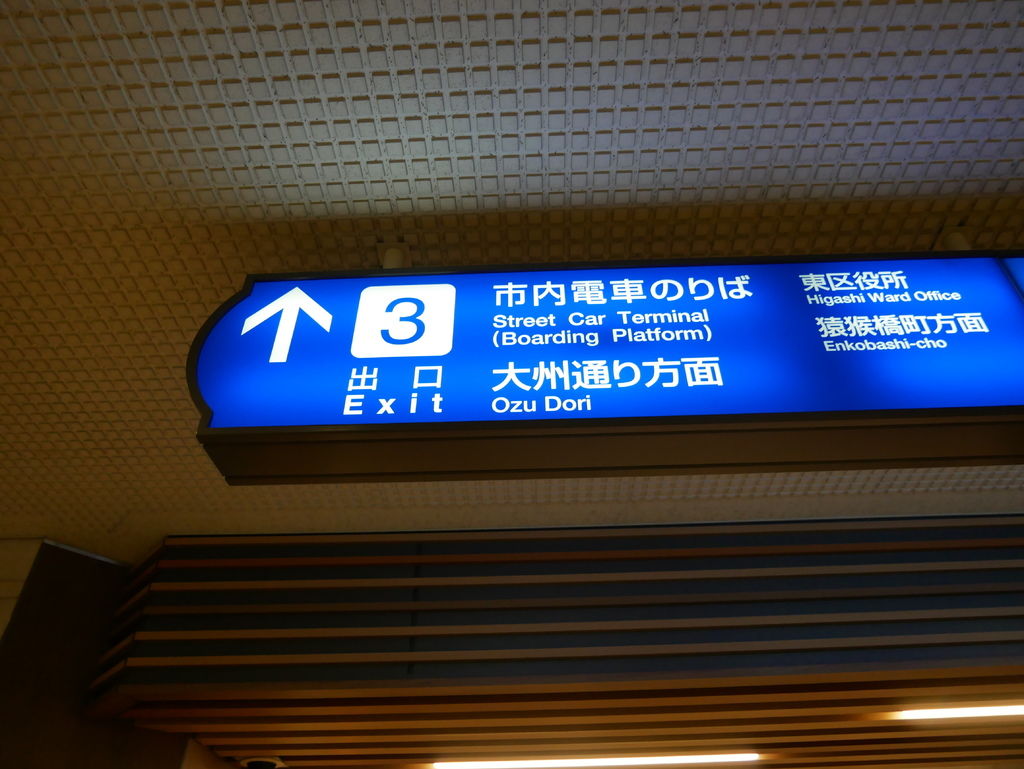 3
出 口
Exit
市内電車のりば
Street Car Terminal
(Boarding Platform)
大州通り方面
Ozu Dori
東区役所
Higashi Ward Office
猿猴橋町方面
Enkobashi-cho